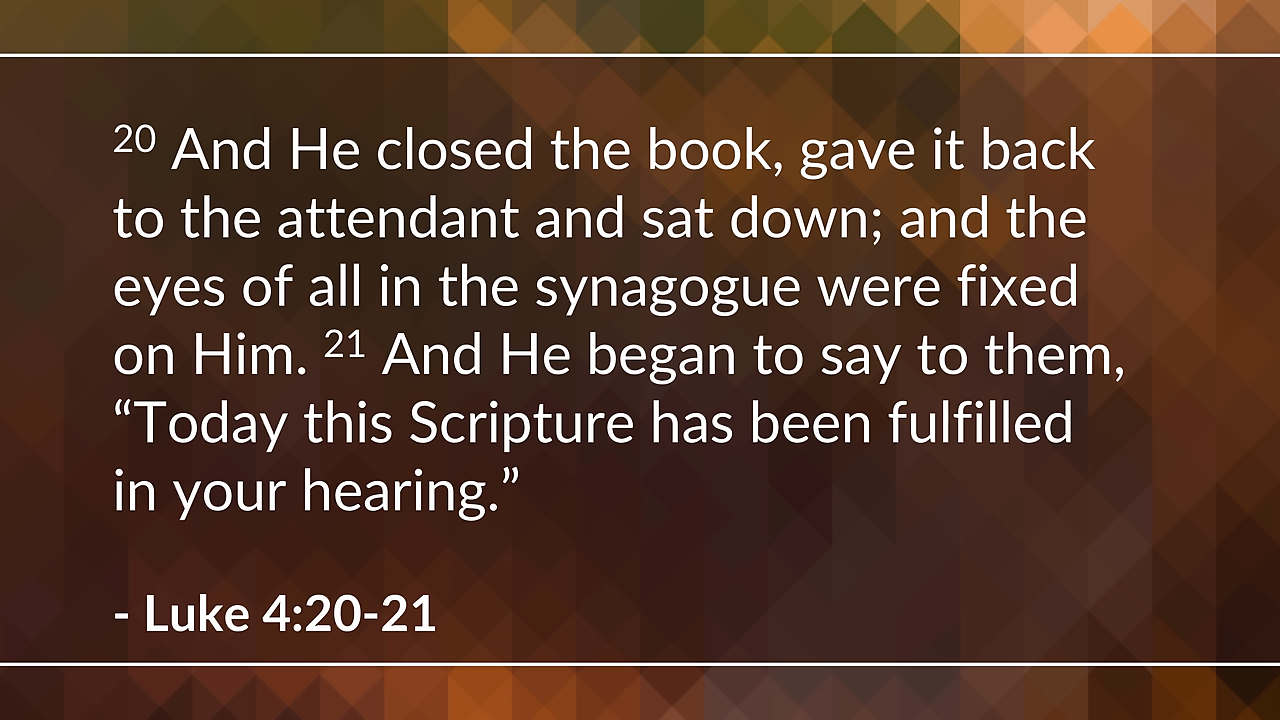 20 And He closed the book, gave it back
to the attendant and sat down; and the
eyes of all in the synagogue were fixed
on Him. 21 And He began to say to them,
“Today this Scripture has been fulfilled
in your hearing.”
- Luke 4:20-21